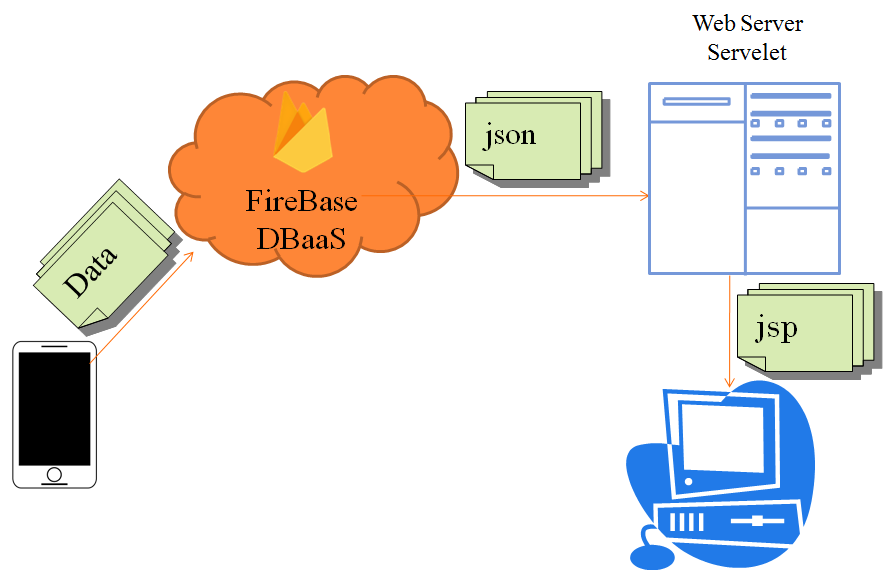 Web Server
Servelet
json
FireBase
DBaaS
Data
jsp